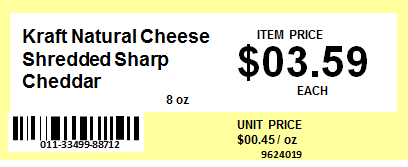 Kraft Natural Cheese
Shredded Sharp
Cheddar
8 oz
ITEM PRICE
$03.59
EACH
011-33499-88712
UNIT PRICE
$00.45 / oz
9624019